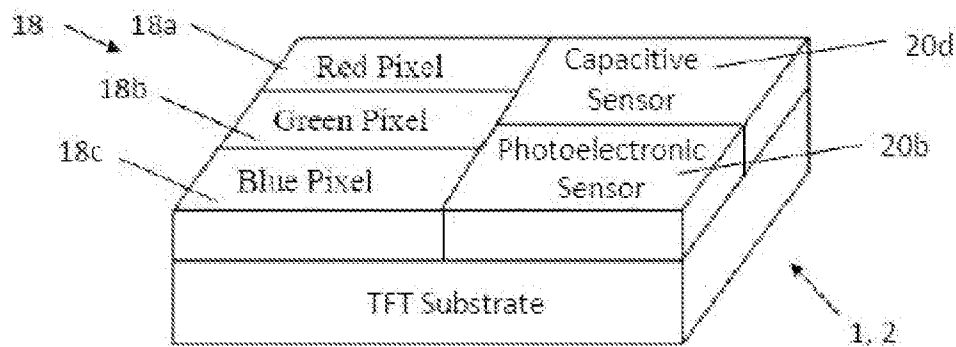 18
18a
Red Pixel
18b
Green Pixel
18c
Blue Pixel
Capacitive
Sensor
20d
Photoelectronic
Sensor
20b
TFT Substrate
1, 2